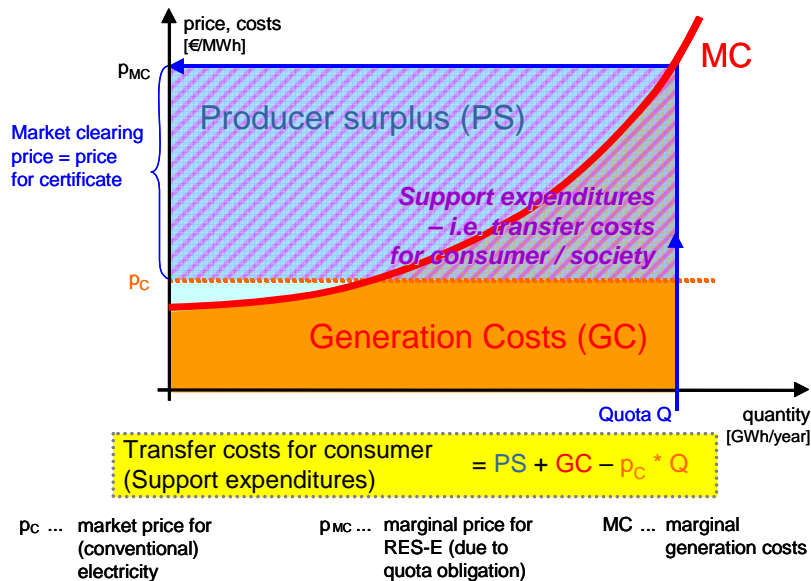 price, costs
[€/MWh]
pMC
MC
Producer surplus (PS)
Market clearing
price = price
for certificate
Support expenditures
– i.e. transfer costs
for consumer / society
pC
Generation Costs (GC)
Quota Q
quantity
[GWh/year]
Transfer costs for consumer
(Support expenditures)
= PS + GC – pC * Q
pC ... market price for
(conventional)
electricity
pMC ... marginal price for
RES-E (due to
quota obligation)
MC ... marginal
generation costs